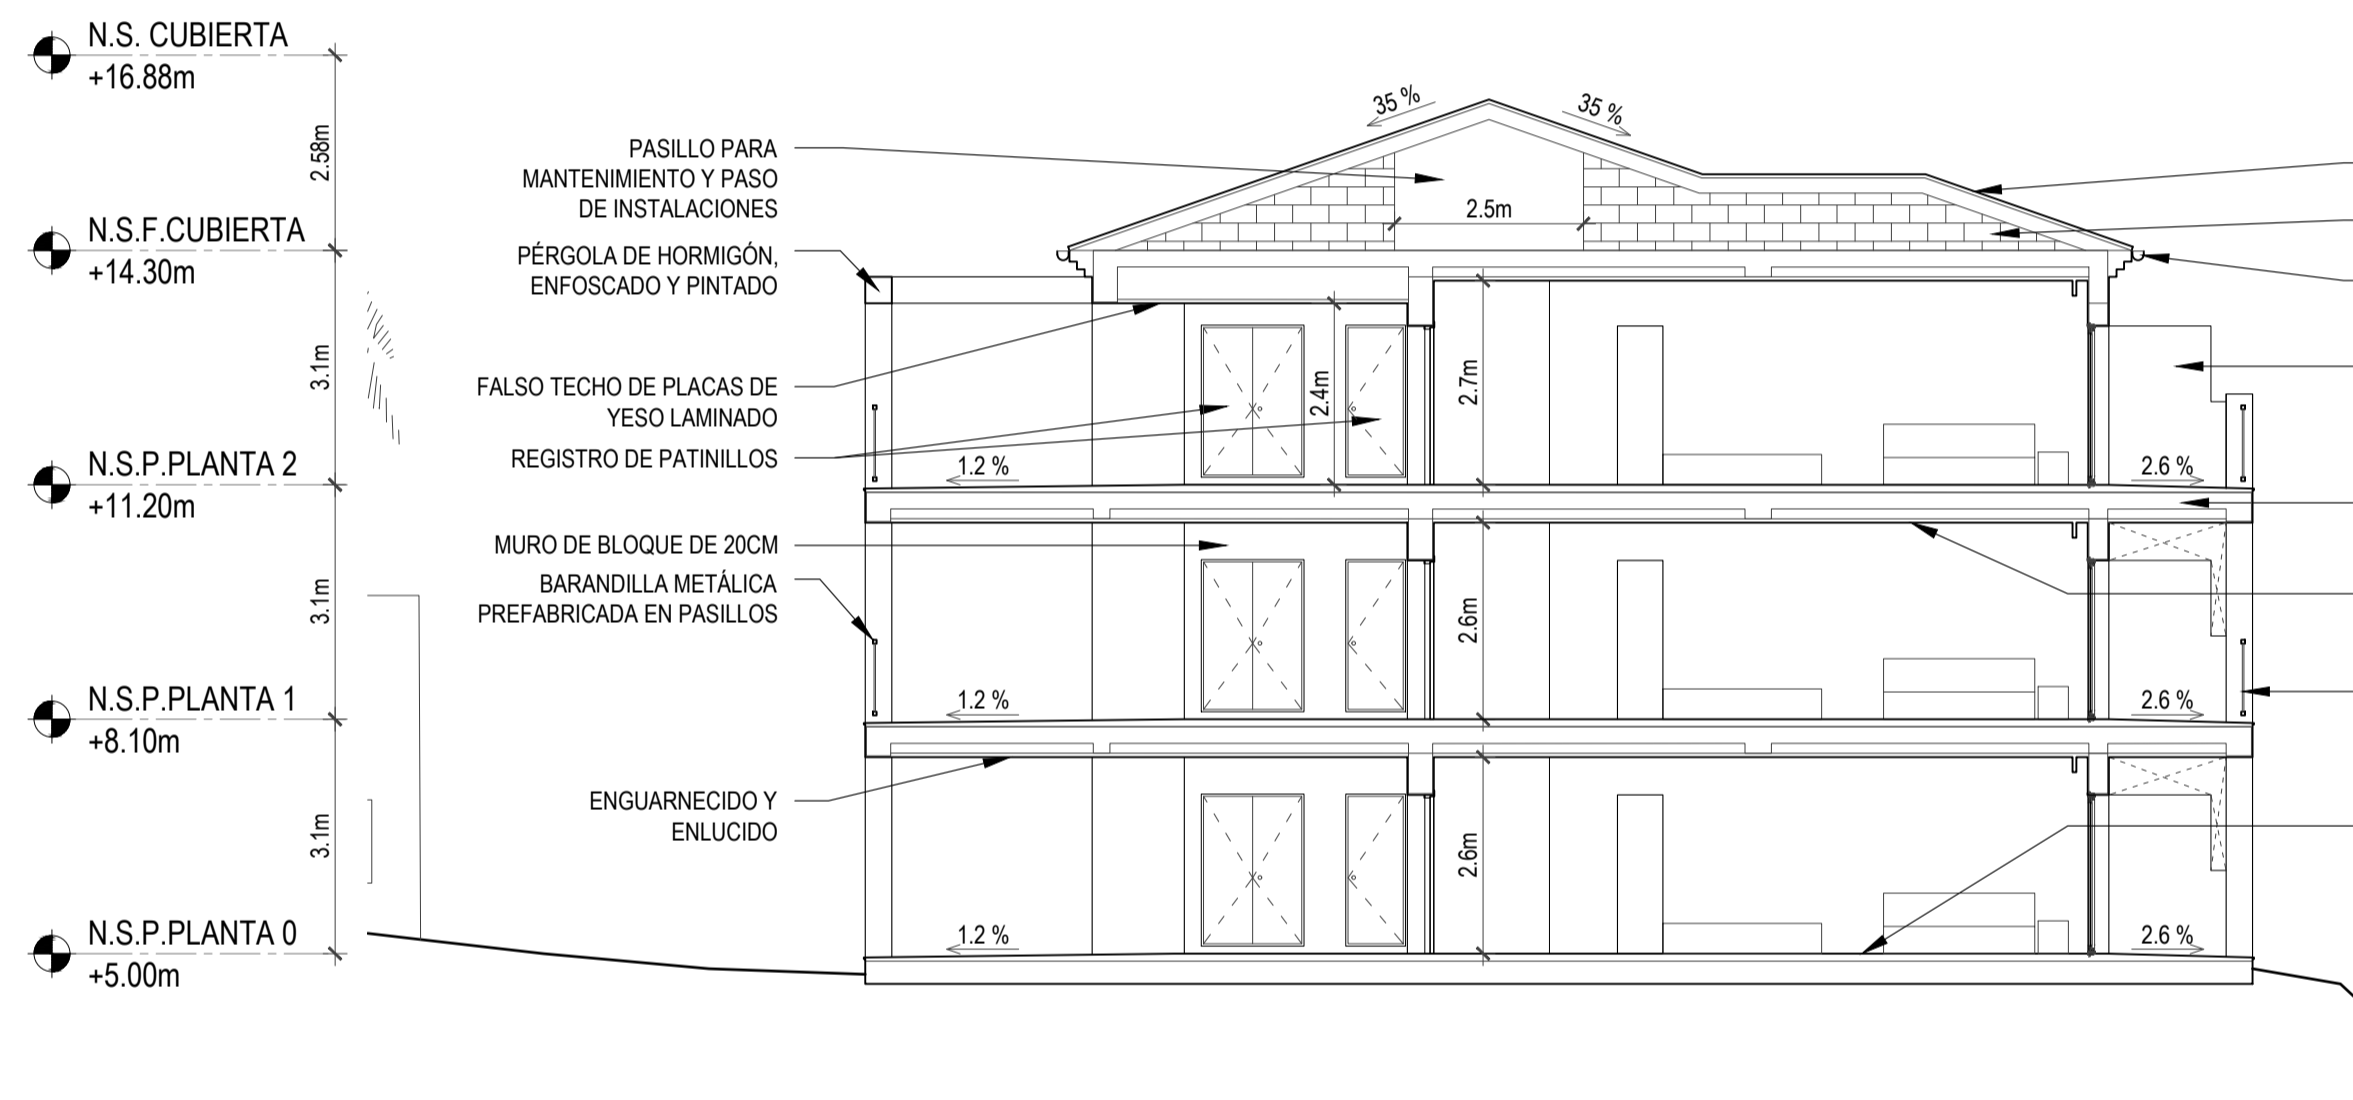 N.S. CUBIERTA
+16.88m
2.58m
N.S.F.CUBIERTA
+14.30m
3.1m
N.S.P.PLANTA 2
+11.20m
3.1m
N.S.P.PLANTA 1
+8.10m
3.1m
N.S.P.PLANTA 0
+5.00m
PASILLO PARA
MANTENIMIENTO Y PASO
DE INSTALACIONES
PÉRGOLA DE HORMIGÓN,
ENFOSCADO Y PINTADO
FALSO TECHO DE PLACAS DE
YESO LAMINADO
REGISTRO DE PATINILLOS
MURO DE BLOQUE DE 20CM
BARANDILLA METÁLICA
PREFABRICADA EN PASILLOS
ENGUARNECIDO Y
ENLUCIDO
35 %
35 %
2.5m
2.4m
2.7m
1.2 %
2.6 %
2.6m
1.2 %
2.6 %
2.6m
1.2 %
2.6 %